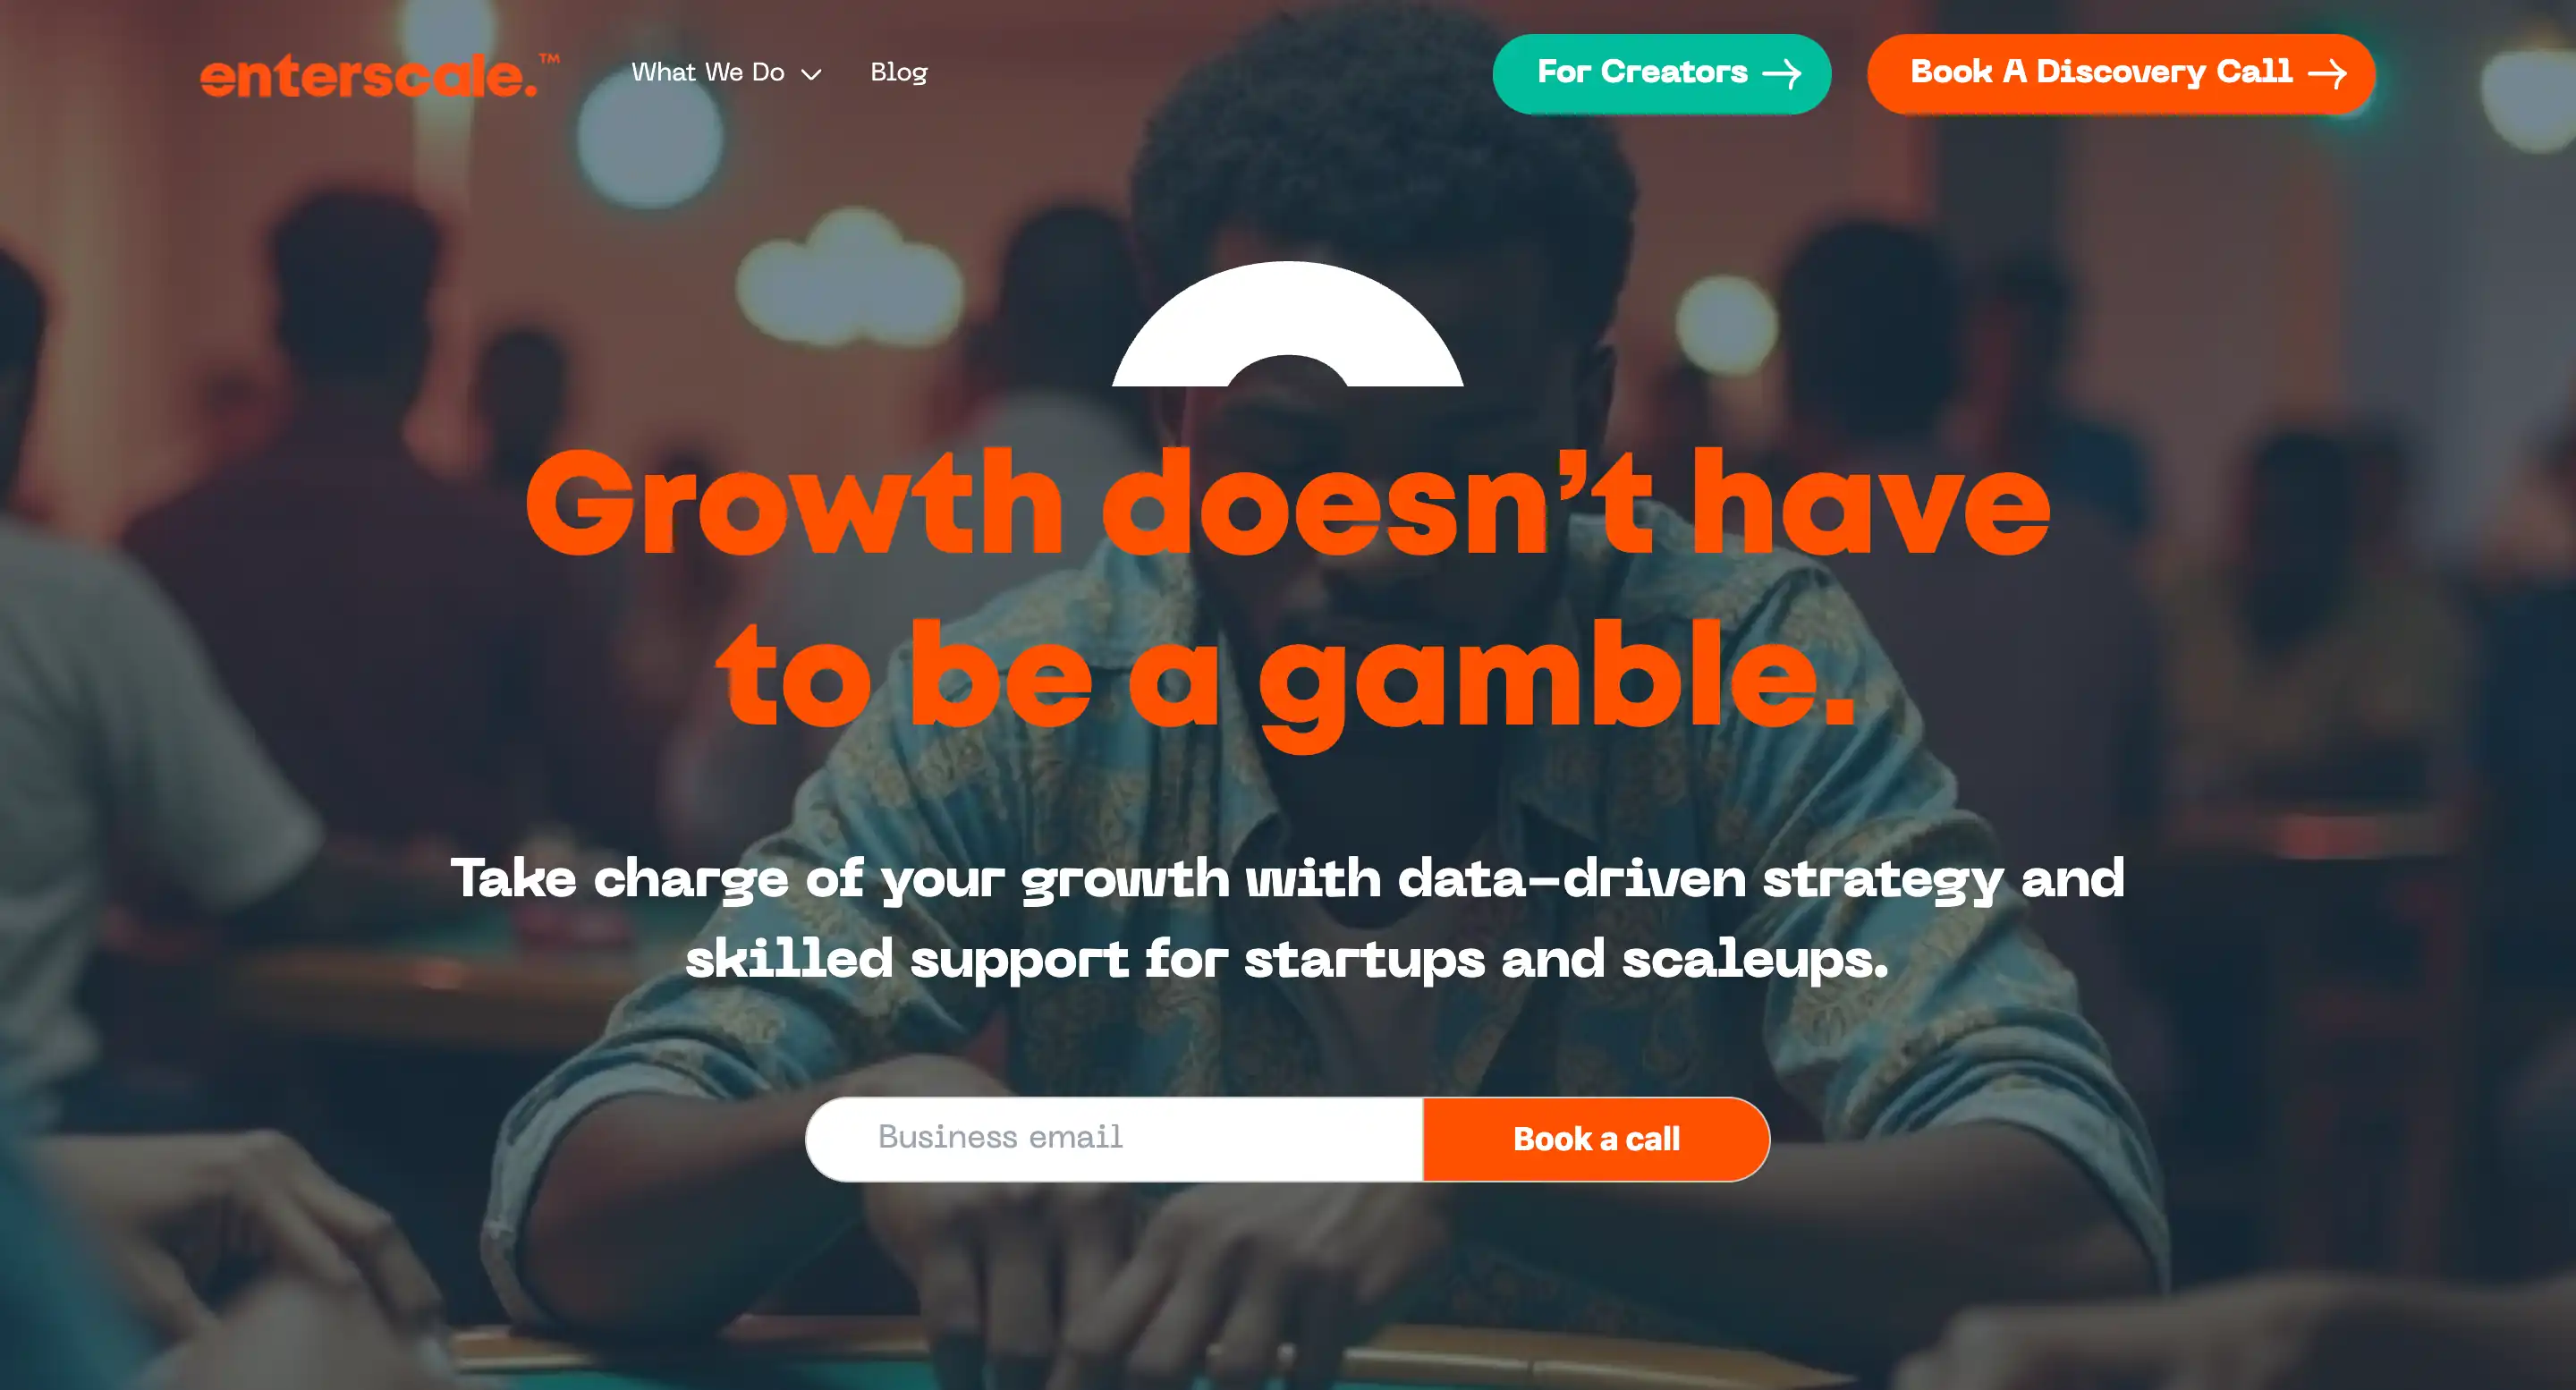 enterscale.™
What We Do
Blog
For Creators →
Book A Discovery Call →
Growth doesn’t have
to be a gamble.
Take charge of your growth with data-driven strategy and
skilled support for startups and scaleups.
Business email
Book a call